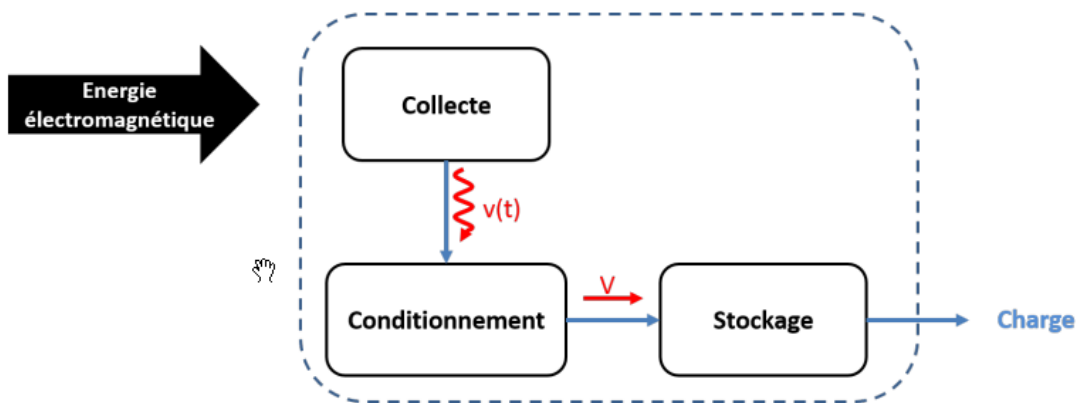 Energie
électromagnétique
Collecte
v(t)
Conditionnement
V
Stockage
Charge